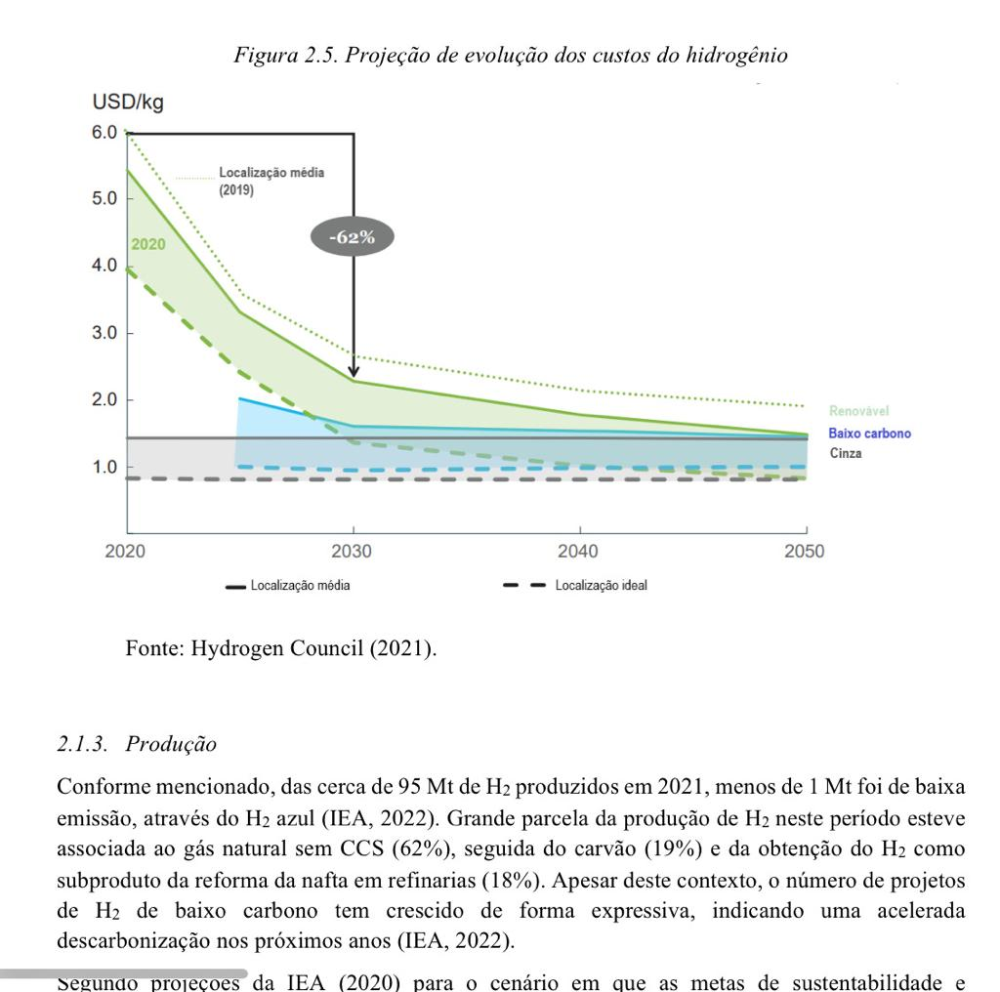 Figura 2.5. Projeção de evolução dos custos do hidrogênio
USD/kg
6.0
Localização média
(2019)
5.0
-62%
2020
4.0
3.0
2.0
Renovável
Baixo carbono
Cinza
1.0
2020 2030 2040 2050
Localização média Localização ideal
Fonte: Hydrogen Council (2021).
2.1.3. Produção
Conforme mencionado, das cerca de 95 Mt de H2 produzidos em 2021, menos de 1 Mt foi de baixa
emissão, através do H2 azul (IEA, 2022). Grande parcela da produção de H2 neste período esteve
associada ao gás natural sem CCS (62%), seguida do carvão (19%) e da obtenção do H2 como
subproduto da reforma da nafta em refinarias (18%). Apesar deste contexto, o número de projetos
de H2 de baixo carbono tem crescido de forma expressiva, indicando uma acelerada
descarbonização nos próximos anos (IEA, 2022).
Segundo projeções da IEA (2020) para o cenário em que as metas de sustentabilidade e